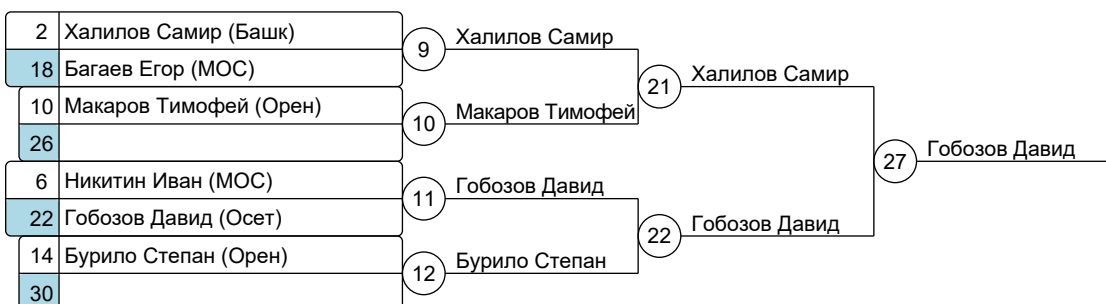 2 Халилов Самир (Башк)
18 Багаев Егор (МОС)
10 Макаров Тимофей (Орен)
26
6 Никитин Иван (МОС)
22 Гобозов Давид (Осет)
14 Бурило Степан (Орен)
30
9 Халилов Самир
10 Макаров Тимофей
11 Гобозов Давид
12 Бурило Степан
21 Халилов Самир
22 Гобозов Давид
27 Гобозов Давид